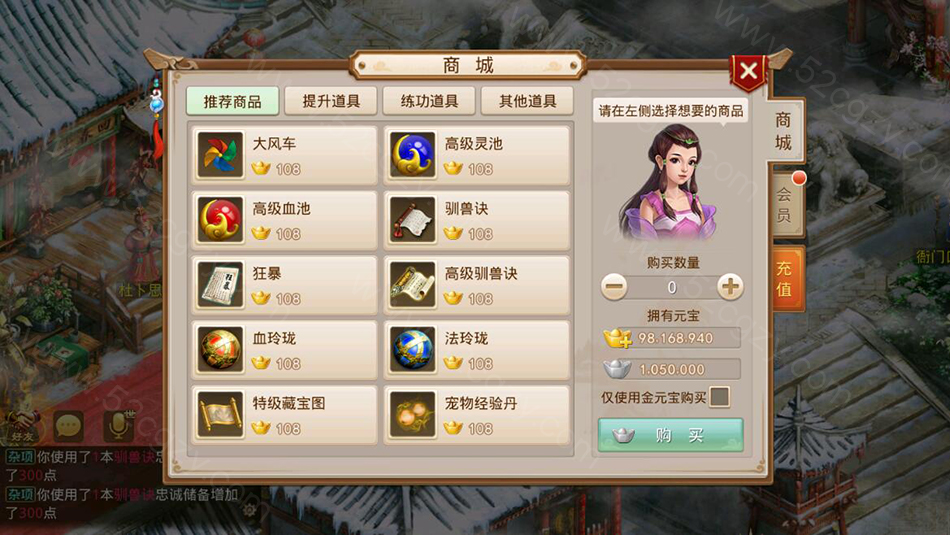 商 城
推荐商品
提升道具
练功道具
其他道具
请在左侧选择想要的商品
大风车
108
高级灵池
108
高级血池
108
驯兽诀
108
狂暴
108
高级驯兽诀
108
血玲珑
108
法玲珑
108
特级藏宝图
108
宠物经验丹
108
购买数量
0
拥有元宝
98.168.940
1.050.000
仅使用金元宝购买
购 买
商城
会员
充值
杜卜思
衙门
好友
世
杂项你使用了1本驯兽诀忠
了300点
杂项你使用了1本驯兽诀忠诚储备增加
了300点